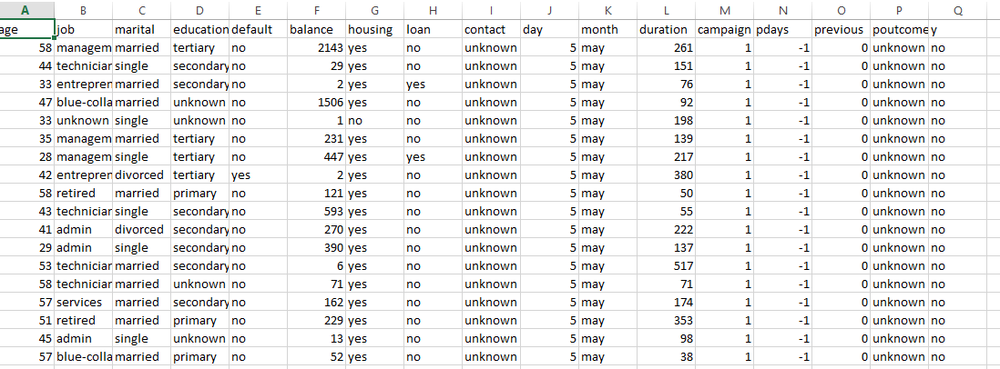 A B C D E F G H I J K L M N O P Q
age job marital education default balance housing loan contact day month duration campaign pdays previous poutcome y
58 managem married tertiary no 2143 yes no unknown 5 may 261 1 -1 0 unknown no
44 technician single secondary no 29 yes no unknown 5 may 151 1 -1 0 unknown no
33 entrepren married secondary no 2 yes yes unknown 5 may 76 1 -1 0 unknown no
47 blue-colla married unknown no 1506 yes no unknown 5 may 92 1 -1 0 unknown no
33 unknown single unknown no 1 no no unknown 5 may 198 1 -1 0 unknown no
35 managem married tertiary no 231 yes no unknown 5 may 139 1 -1 0 unknown no
28 managem single tertiary no 447 yes yes unknown 5 may 217 1 -1 0 unknown no
42 entrepren divorced tertiary yes 2 yes no unknown 5 may 380 1 -1 0 unknown no
58 retired married primary no 121 yes no unknown 5 may 50 1 -1 0 unknown no
43 technician single secondary no 593 yes no unknown 5 may 55 1 -1 0 unknown no
41 admin divorced secondary no 270 yes no unknown 5 may 222 1 -1 0 unknown no
29 admin single secondary no 390 yes no unknown 5 may 137 1 -1 0 unknown no
53 technician married secondary no 6 yes no unknown 5 may 517 1 -1 0 unknown no
58 technician married unknown no 71 yes no unknown 5 may 71 1 -1 0 unknown no
57 services married secondary no 162 yes no unknown 5 may 174 1 -1 0 unknown no
51 retired married primary no 229 yes no unknown 5 may 353 1 -1 0 unknown no
45 admin single unknown no 13 yes no unknown 5 may 98 1 -1 0 unknown no
57 blue-colla married primary no 52 yes no unknown 5 may 38 1 -1 0 unknown no